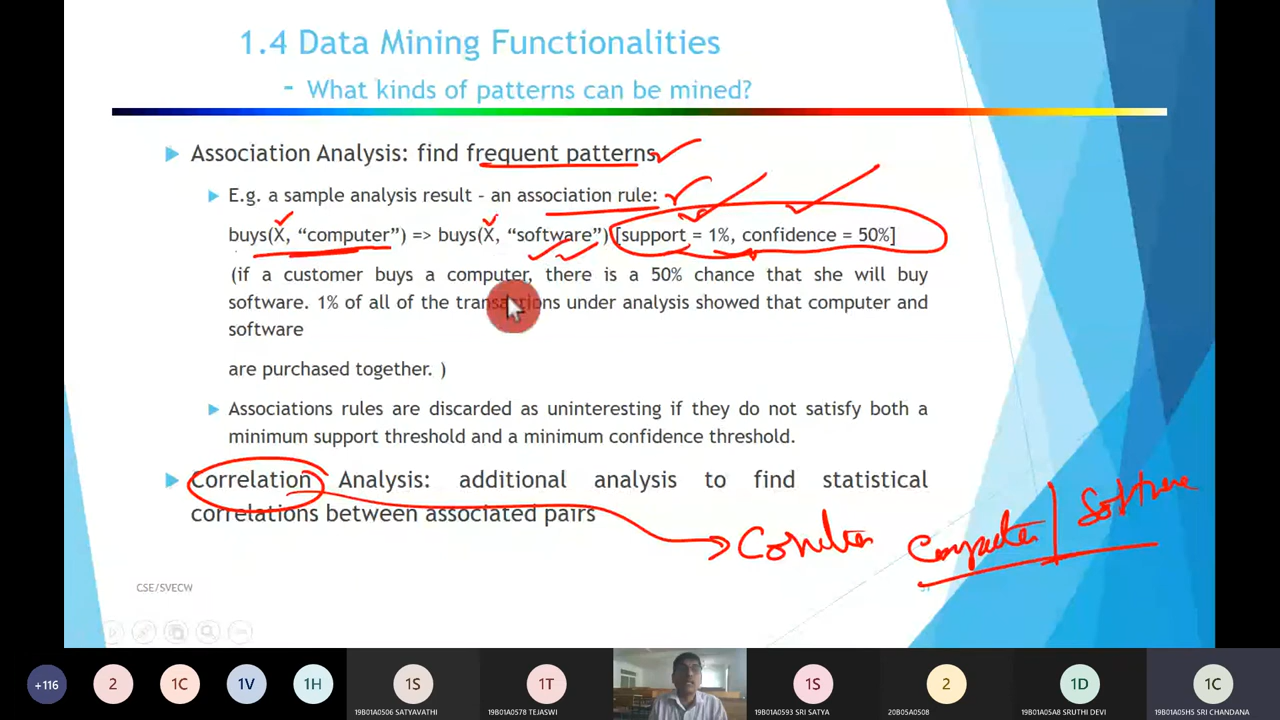 1.4 Data Mining Functionalities
- What kinds of patterns can be mined?
Association Analysis: find frequent patterns
E.g. a sample analysis result – an association rule:
buys(X, “computer”) => buys(X, “software”) [support = 1%, confidence = 50%]
(if a customer buys a computer, there is a 50% chance that she will buy
software. 1% of all of the transactions under analysis showed that computer and
software
are purchased together. )
Associations rules are discarded as uninteresting if they do not satisfy both a
minimum support threshold and a minimum confidence threshold.
Correlation Analysis: additional analysis to find statistical
correlations between associated pairs
Computer | Software
CSE/SVECW
+116 2 1C 1V 1H 1S 1T 1S 2 1D 1C
19B01A0506 SATYAVATHI 19B01A0578 TEJASWI 19B01A0593 SRI SATYA 20B05A0508 19B01A05A8 SRUTHI DEVI 19B01A05H5 SRI CHANDANA